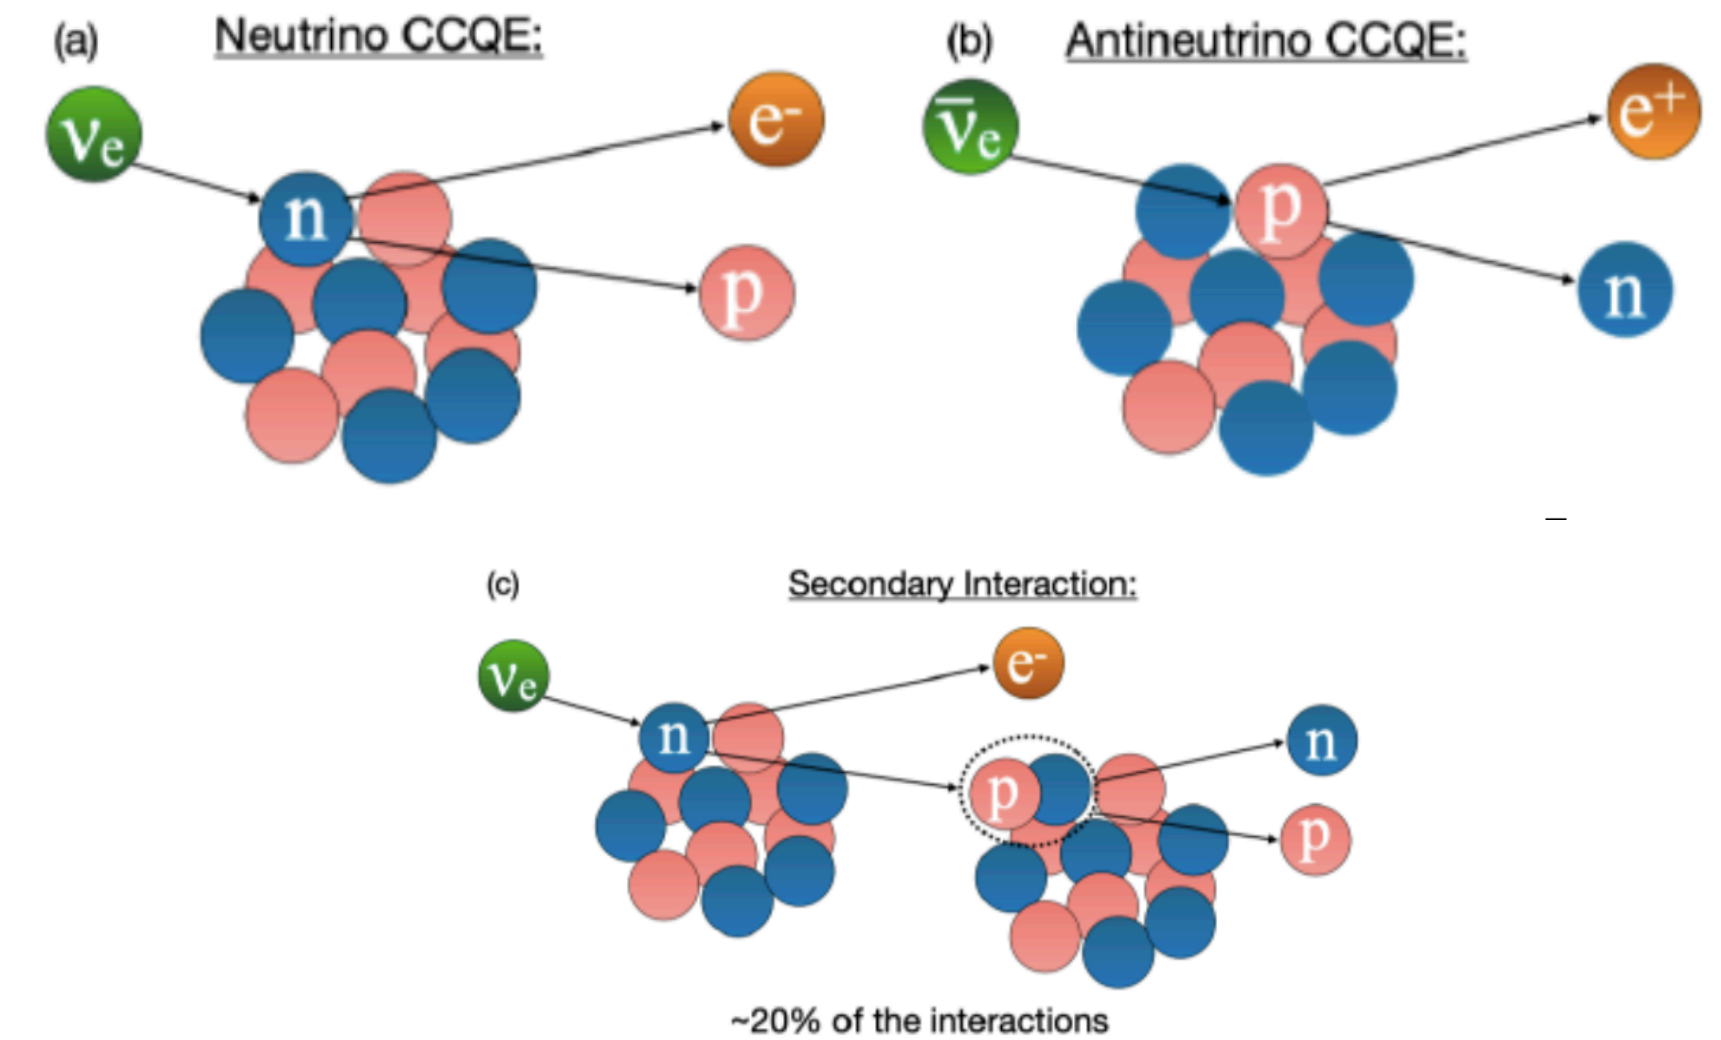 (a) Neutrino CCQE:
(b) Antineutrino CCQE:
νe
n
e-
p
ν̅e
p
e+
n
(c) Secondary Interaction:
νe
n
e-
p
n
p
~20% of the interactions